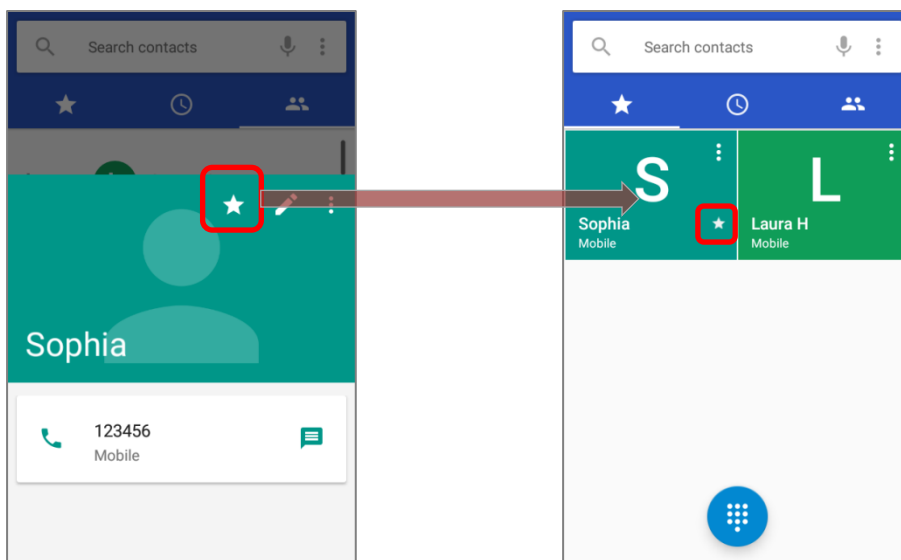 Search contacts
Sophia
123456
Mobile
Search contacts
S
Sophia
Mobile
L
Laura H
Mobile